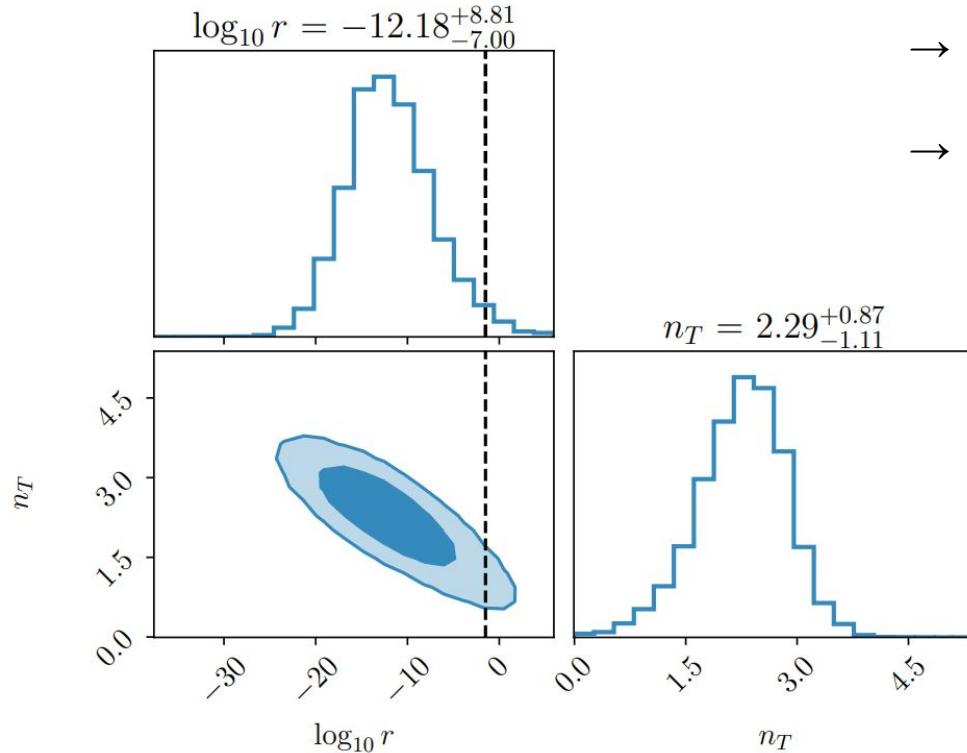 log₁₀ r = −12.18⁺⁸·⁸¹₋₇.₀₀
→
→
n_T = 2.29⁺⁰·⁸⁷₋₁.₁₁
n_T
4.5
3.0
1.5
0.0
−30 −20 −10 0
log₁₀ r
0.0 1.5 3.0 4.5
n_T